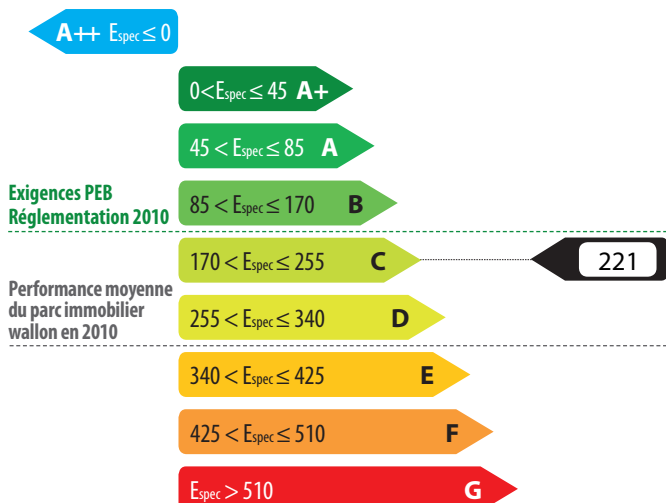 A++ Espec ≤ 0
0<Espec ≤ 45 A+
45 < Espec ≤ 85 A
Exigences PEB
Réglementation 2010
85 < Espec ≤ 170 B
170 < Espec ≤ 255 C
221
Performance moyenne
du parc immobilier
wallon en 2010
255 < Espec ≤ 340 D
340 < Espec ≤ 425 E
425 < Espec ≤ 510 F
Espec > 510 G